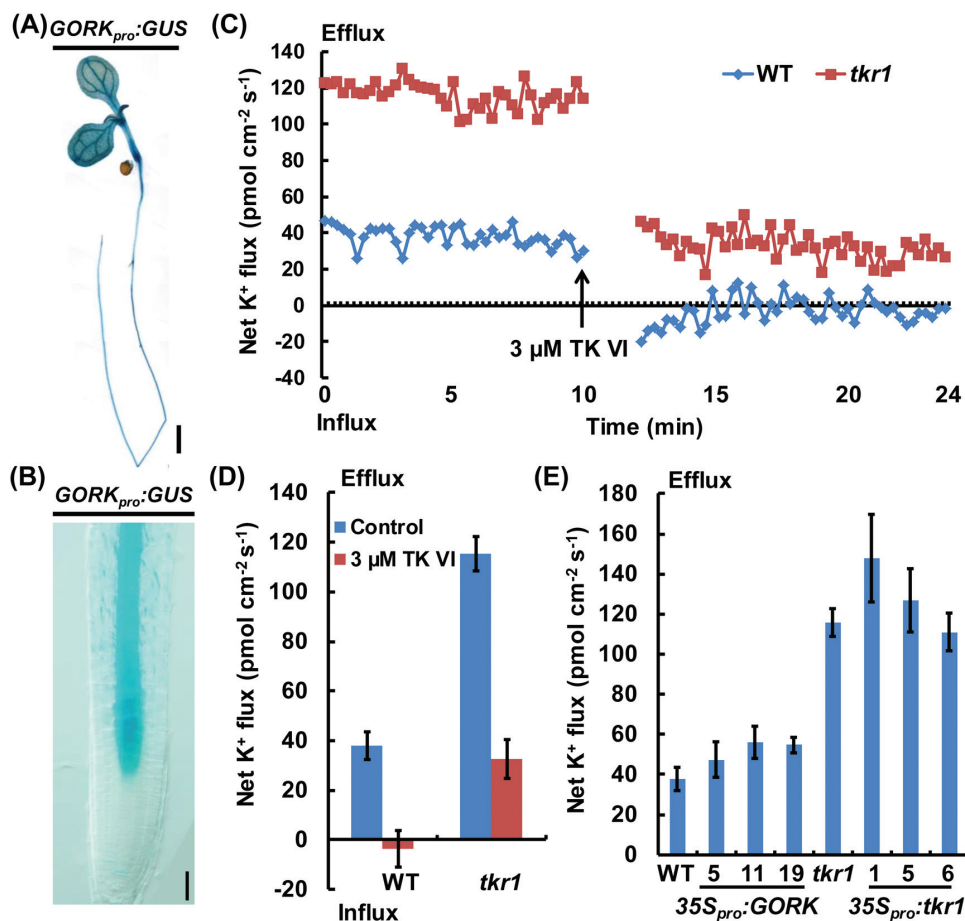 (A)
GORKpro:GUS
(B)
GORKpro:GUS
(C)
Efflux
WT
tkr1
Net K⁺ flux (pmol cm⁻² s⁻¹)
140
120
100
80
60
40
20
0
-20
-40
3 µM TK VI
0
5
10
15
20
24
Influx
Time (min)
(D)
Efflux
Control
3 µM TK VI
Net K⁺ flux (pmol cm⁻² s⁻¹)
140
120
100
80
60
40
20
0
-20
WT
tkr1
Influx
(E)
Efflux
Net K⁺ flux (pmol cm⁻² s⁻¹)
180
160
140
120
100
80
60
40
20
0
WT 5 11 19 tkr1 1 5 6
35Spro:GORK 35Spro:tkr1